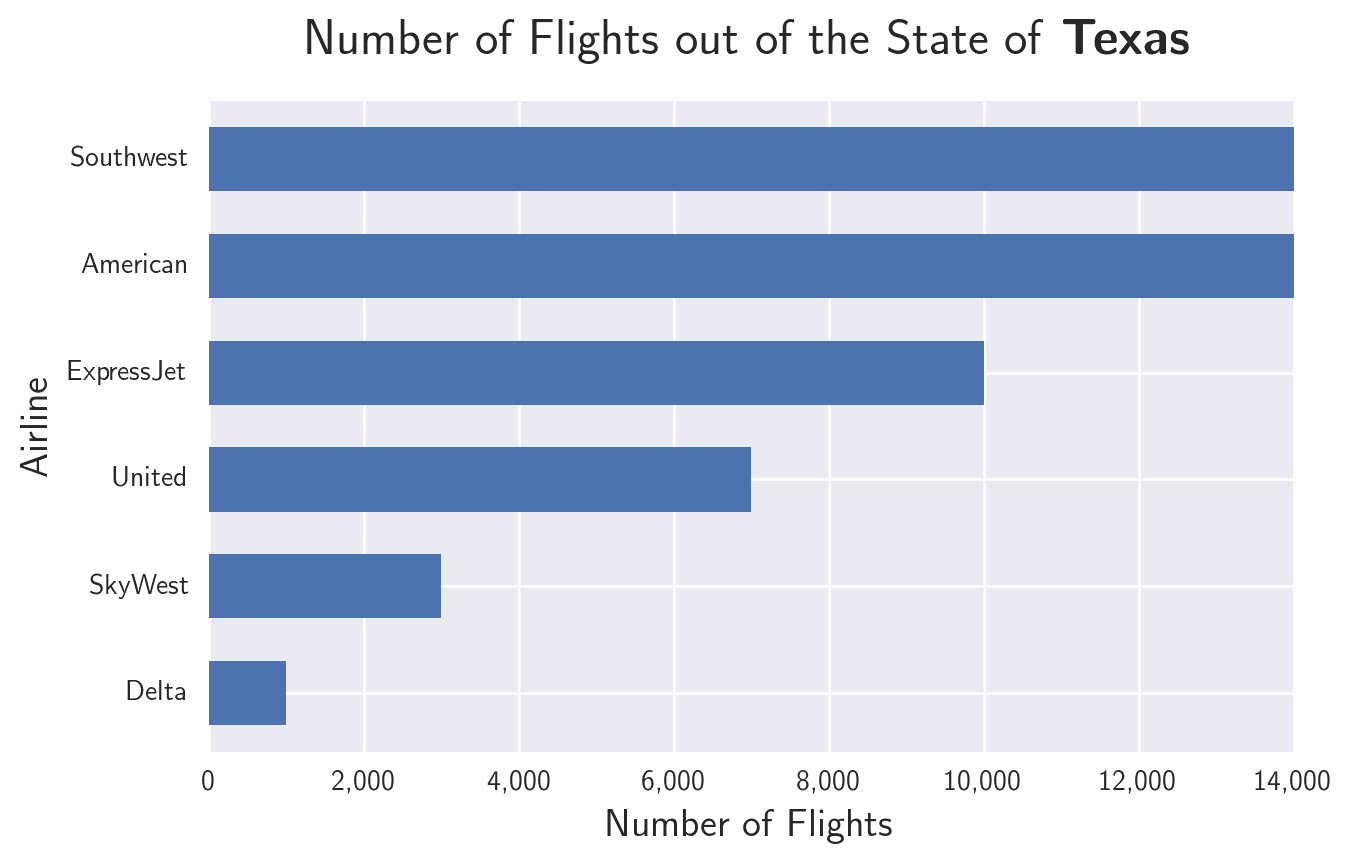 Number of Flights out of the State of Texas
Southwest
American
ExpressJet
United
SkyWest
Delta
Airline
0 2,000 4,000 6,000 8,000 10,000 12,000 14,000
Number of Flights